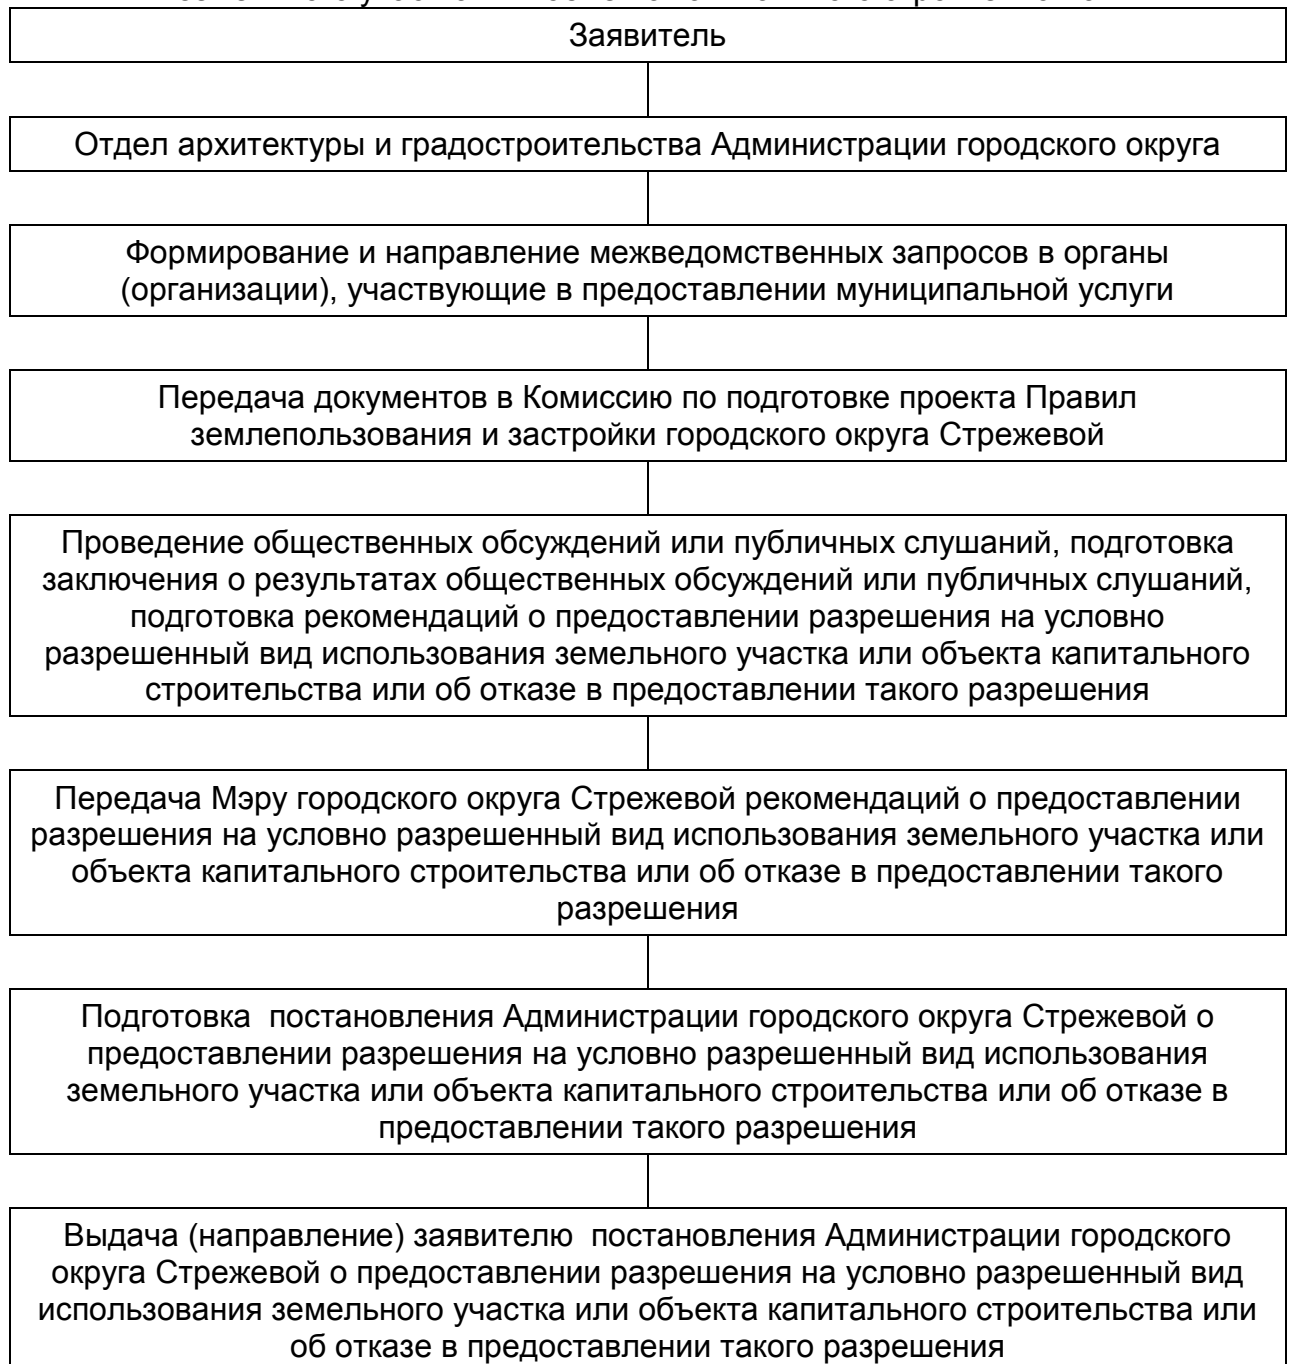 Заявитель
Отдел архитектуры и градостроительства Администрации городского округа
Формирование и направление межведомственных запросов в органы
(организации), участвующие в предоставлении муниципальной услуги
Передача документов в Комиссию по подготовке проекта Правил
землепользования и застройки городского округа Стрежевой
Проведение общественных обсуждений или публичных слушаний, подготовка
заключения о результатах общественных обсуждений или публичных слушаний,
подготовка рекомендаций о предоставлении разрешения на условно
разрешенный вид использования земельного участка или объекта капитального
строительства или об отказе в предоставлении такого разрешения
Передача Мэру городского округа Стрежевой рекомендаций о предоставлении
разрешения на условно разрешенный вид использования земельного участка или
объекта капитального строительства или об отказе в предоставлении такого
разрешения
Подготовка  постановления Администрации городского округа Стрежевой о
предоставлении разрешения на условно разрешенный вид использования
земельного участка или объекта капитального строительства или об отказе в
предоставлении такого разрешения
Выдача (направление) заявителю  постановления Администрации городского
округа Стрежевой о предоставлении разрешения на условно разрешенный вид
использования земельного участка или объекта капитального строительства или
об отказе в предоставлении такого разрешения